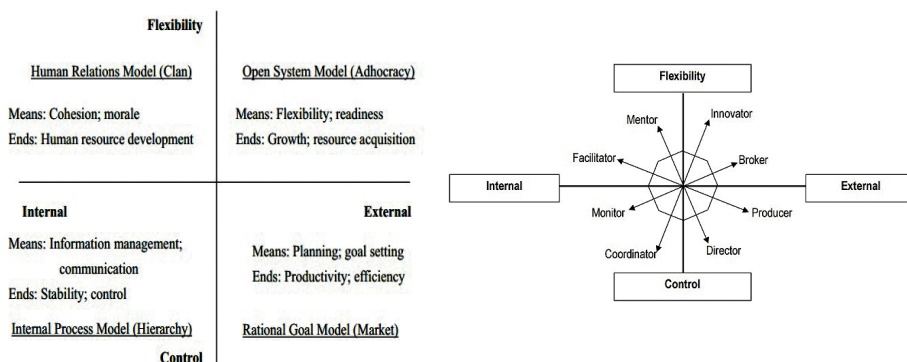 Flexibility
Human Relations Model (Clan)
Means: Cohesion; morale
Ends: Human resource development
Open System Model (Adhocracy)
Means: Flexibility; readiness
Ends: Growth; resource acquisition
Internal
Means: Information management;
communication
Ends: Stability; control
Internal Process Model (Hierarchy)
External
Means: Planning; goal setting
Ends: Productivity; efficiency
Rational Goal Model (Market)
Control
Flexibility
Mentor
Innovator
Facilitator
Broker
Internal
External
Monitor
Producer
Coordinator
Director
Control